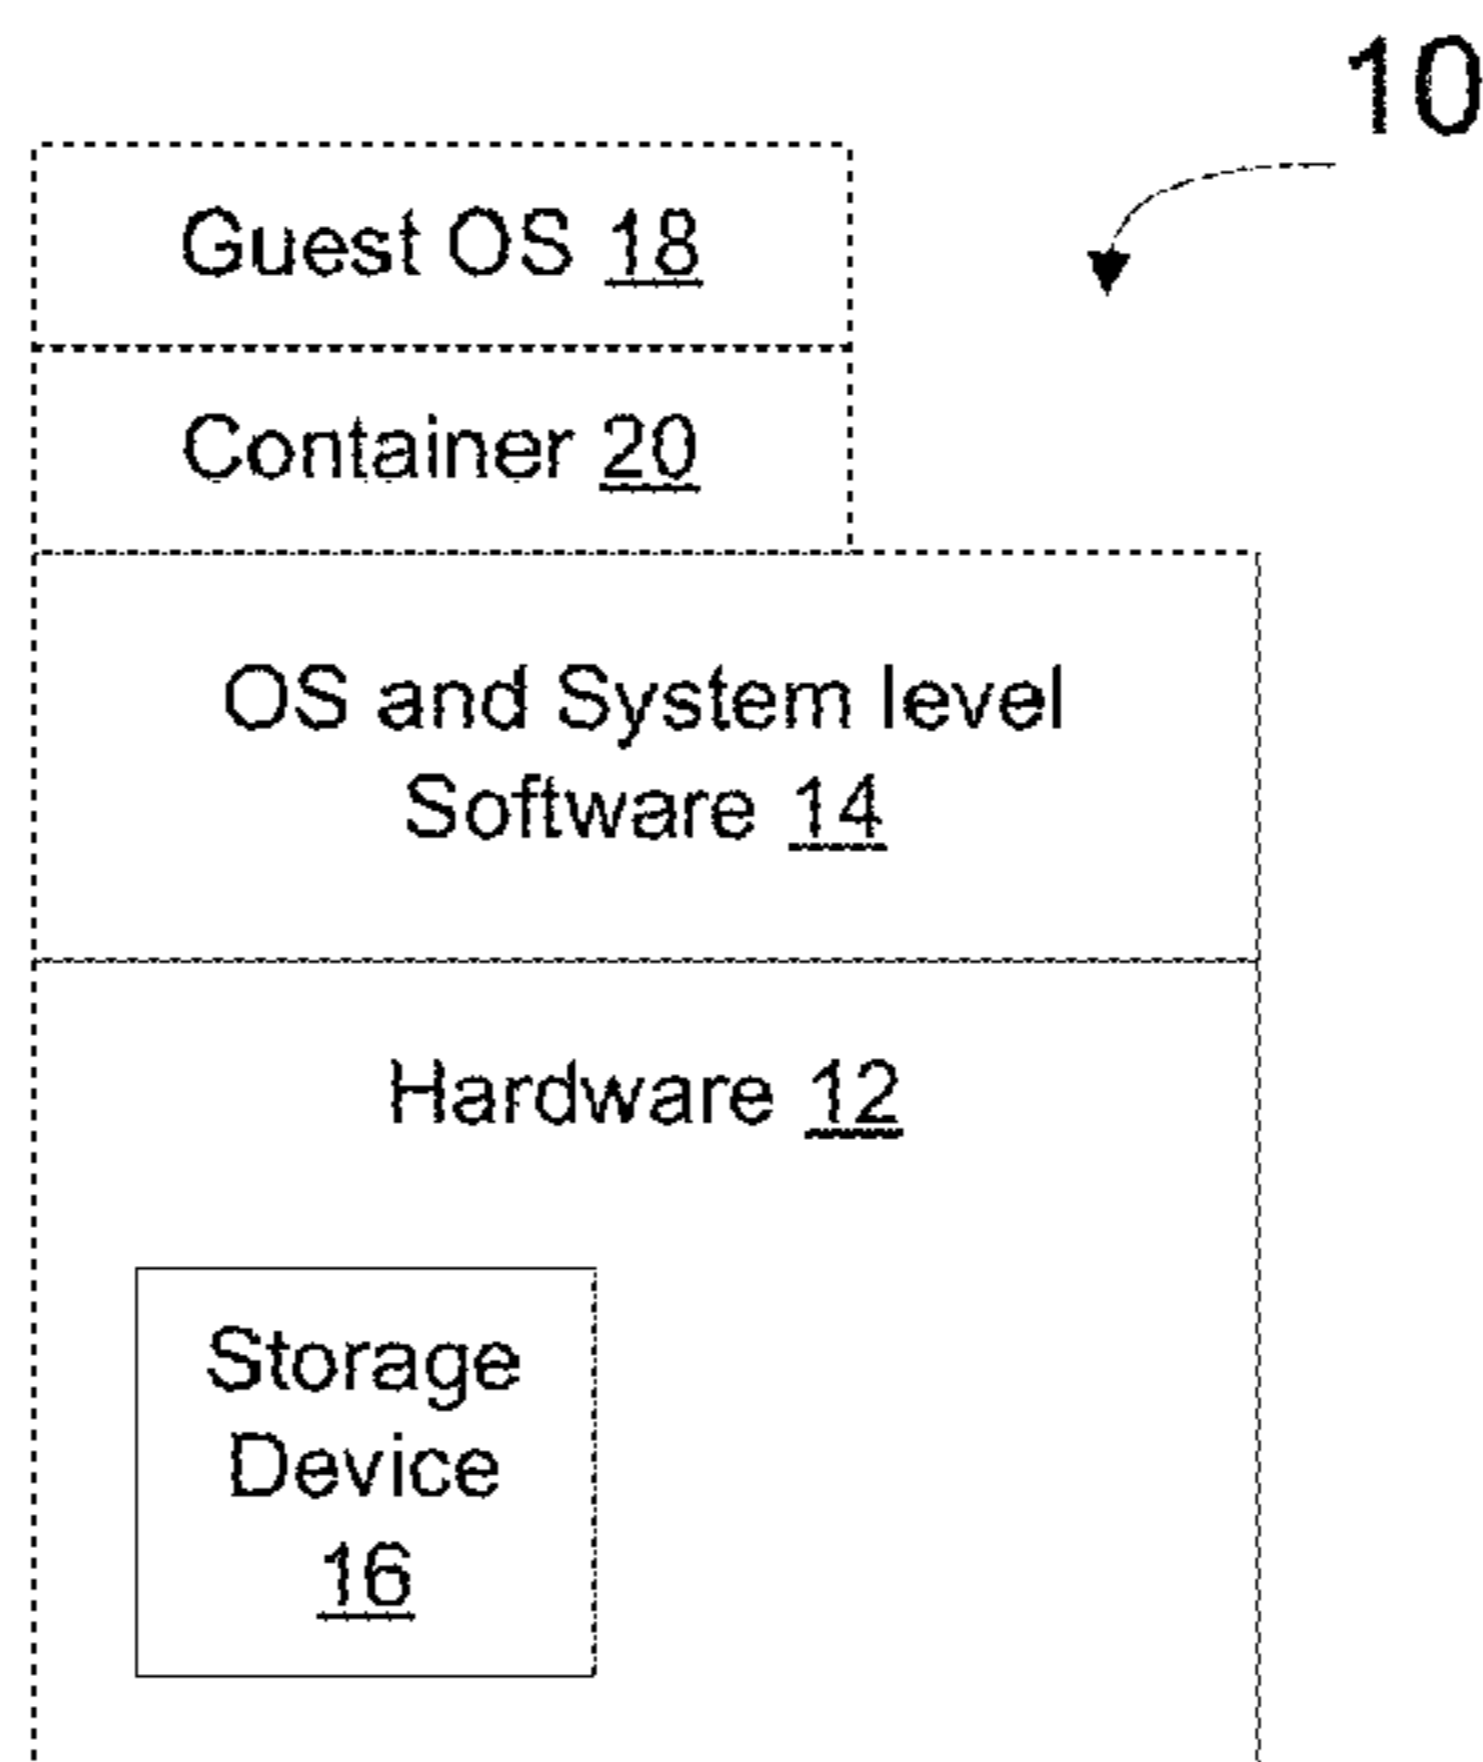 10
Guest OS 18
Container 20
OS and System level
Software 14
Hardware 12
Storage
Device
16